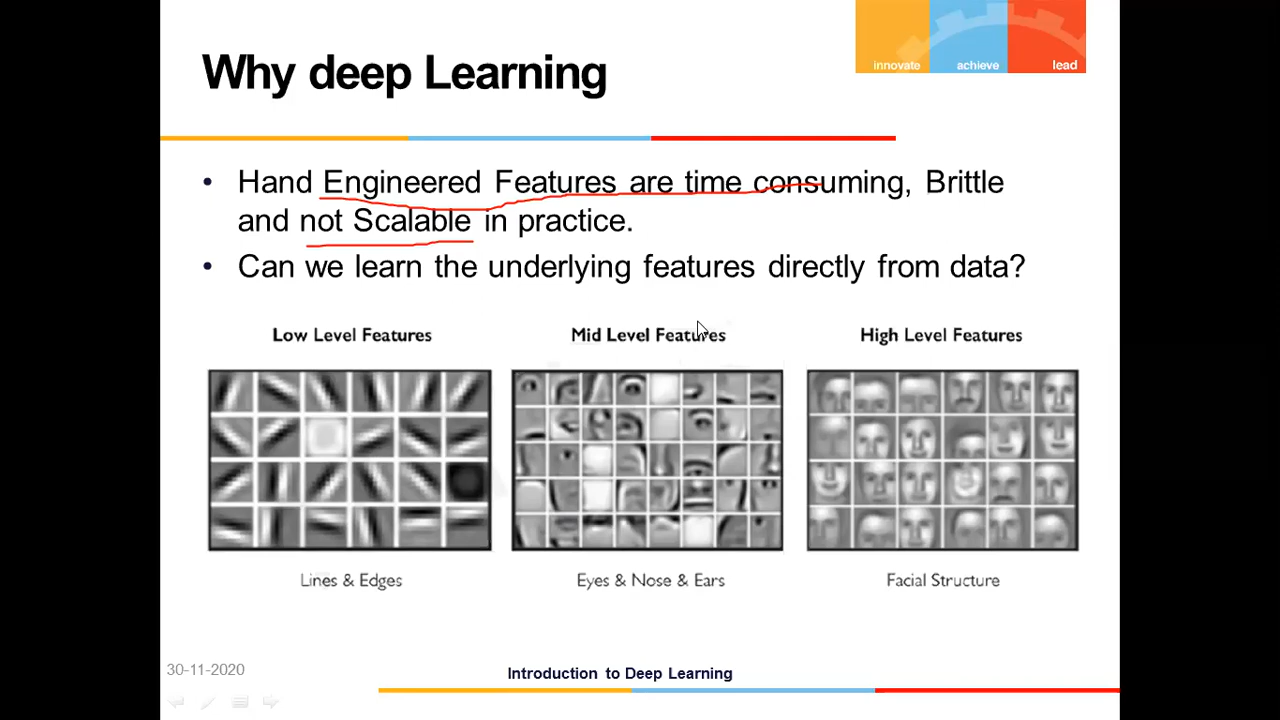 Why deep Learning
innovate achieve lead
• Hand Engineered Features are time consuming, Brittle
and not Scalable in practice.
• Can we learn the underlying features directly from data?
Low Level Features
Mid Level Features
High Level Features
Lines & Edges
Eyes & Nose & Ears
Facial Structure
30-11-2020
Introduction to Deep Learning